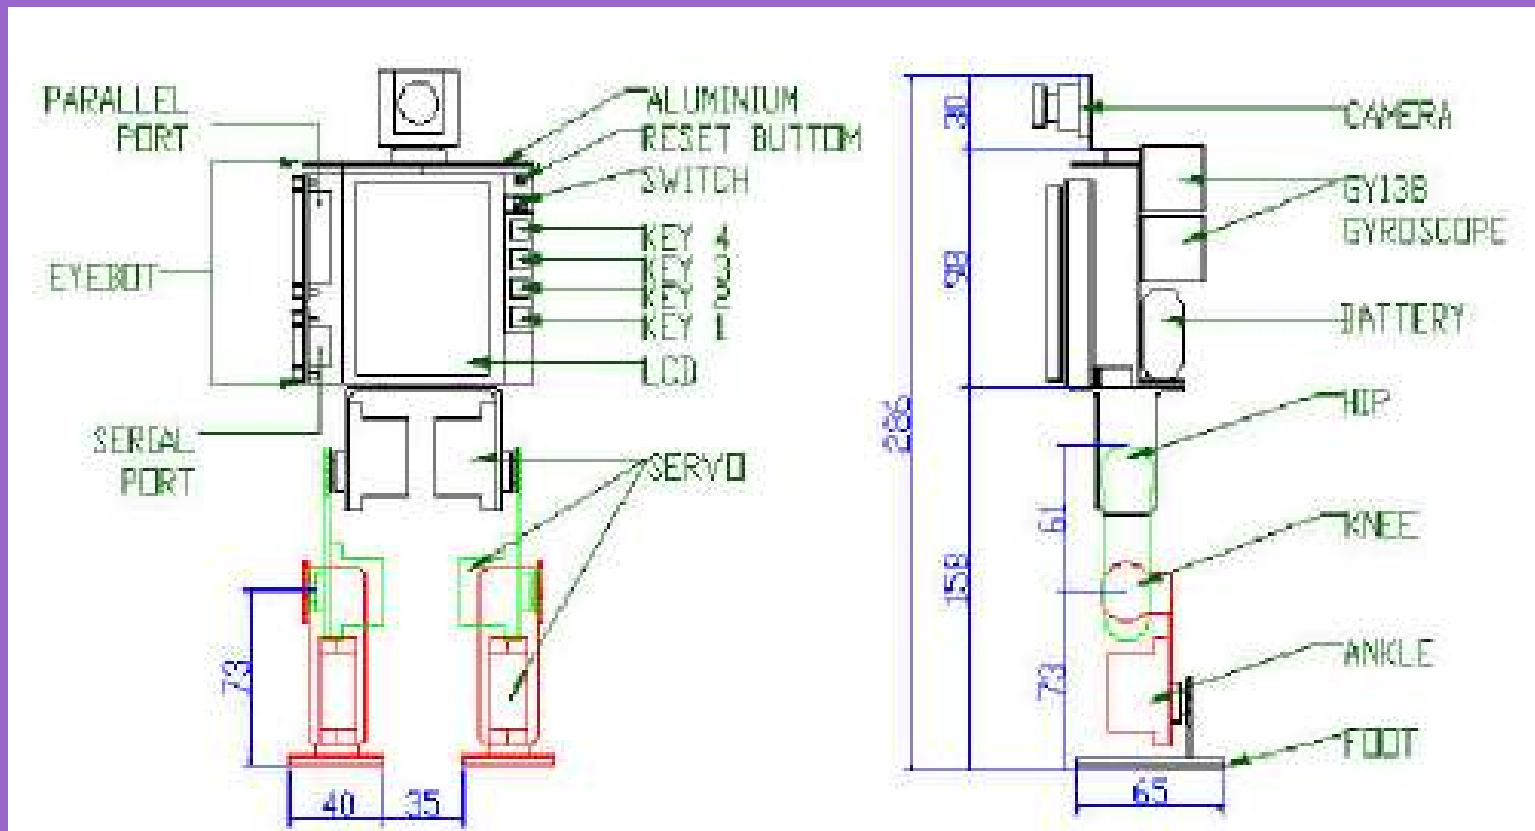 PARALLEL
PORT
EYEBOT
SERIAL
PORT
ALUMINIUM
RESET BUTTOM
SWITCH
KEY 4
KEY 3
KEY 2
KEY 1
LCD
SERVO
73
40
35
CAMERA
GY13B
GYROSCOPE
BATTERY
HIP
KNEE
ANKLE
FOOT
30
98
286
61
158
73
65